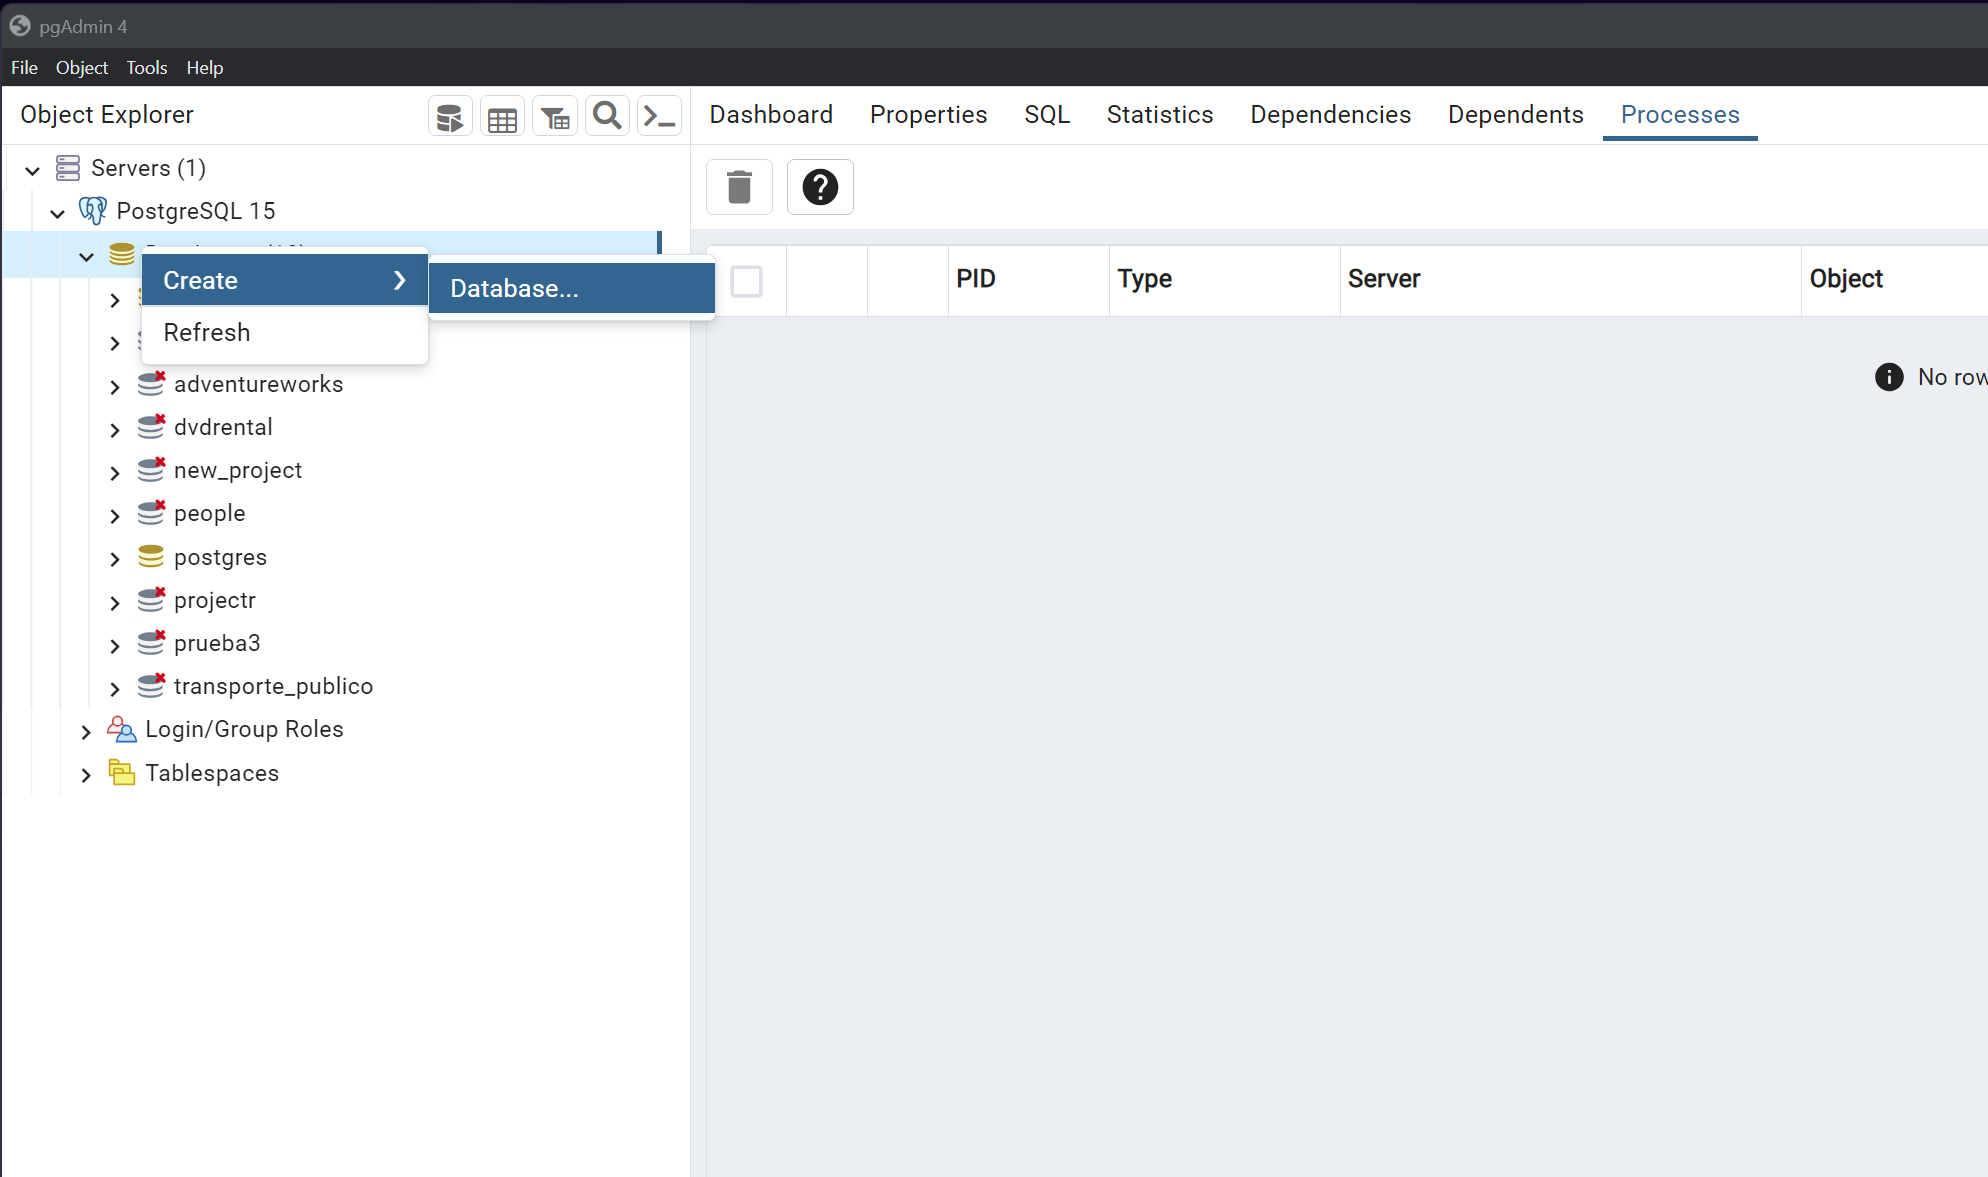 pgAdmin 4
File Object Tools Help
Object Explorer
Dashboard Properties SQL Statistics Dependencies Dependents Processes
Servers (1)
PostgreSQL 15
Create
Database...
Refresh
PID Type Server Object
No
adventureworks
dvdrental
new_project
people
postgres
projectr
prueba3
transporte_publico
Login/Group Roles
Tablespaces